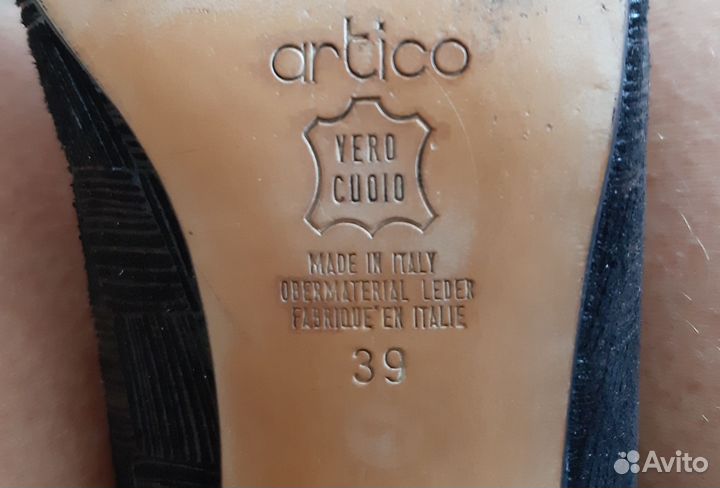 artico
VERO
CUOIO
MADE IN ITALY
OBERMATERIAL LEDER
FABRIQUE EN ITALIE
39
Avito